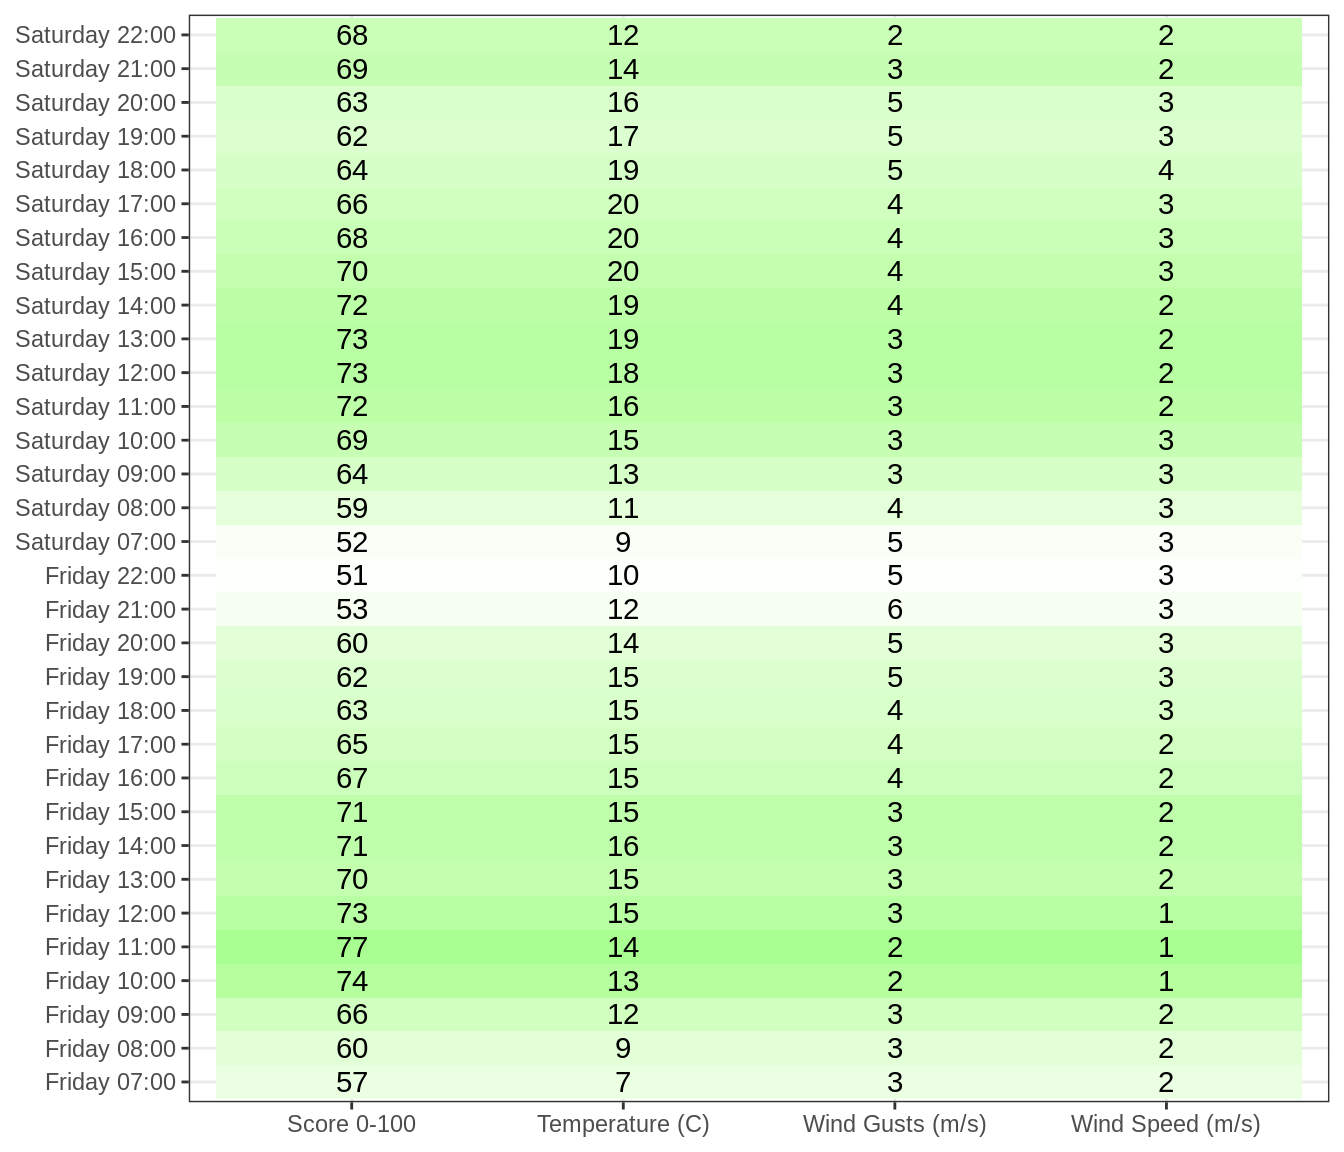 Saturday 22:00 68 12 2 2
Saturday 21:00 69 14 3 2
Saturday 20:00 63 16 5 3
Saturday 19:00 62 17 5 3
Saturday 18:00 64 19 5 4
Saturday 17:00 66 20 4 3
Saturday 16:00 68 20 4 3
Saturday 15:00 70 20 4 3
Saturday 14:00 72 19 4 2
Saturday 13:00 73 19 3 2
Saturday 12:00 73 18 3 2
Saturday 11:00 72 16 3 2
Saturday 10:00 69 15 3 3
Saturday 09:00 64 13 3 3
Saturday 08:00 59 11 4 3
Saturday 07:00 52 9 5 3
Friday 22:00 51 10 5 3
Friday 21:00 53 12 6 3
Friday 20:00 60 14 5 3
Friday 19:00 62 15 5 3
Friday 18:00 63 15 4 3
Friday 17:00 65 15 4 2
Friday 16:00 67 15 4 2
Friday 15:00 71 15 3 2
Friday 14:00 71 16 3 2
Friday 13:00 70 15 3 2
Friday 12:00 73 15 3 1
Friday 11:00 77 14 2 1
Friday 10:00 74 13 2 1
Friday 09:00 66 12 3 2
Friday 08:00 60 9 3 2
Friday 07:00 57 7 3 2
Score 0-100 Temperature (C) Wind Gusts (m/s) Wind Speed (m/s)